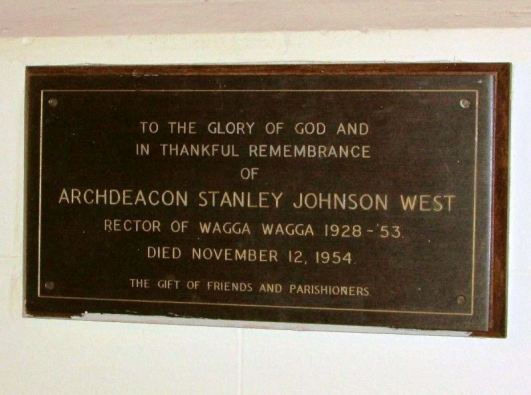 TO THE GLORY OF GOD AND
IN THANKFUL REMEMBRANCE
OF
ARCHDEACON STANLEY JOHNSON WEST
RECTOR OF WAGGA WAGGA 1928-'53.
DIED NOVEMBER 12, 1954.
THE GIFT OF FRIENDS AND PARISHIONERS